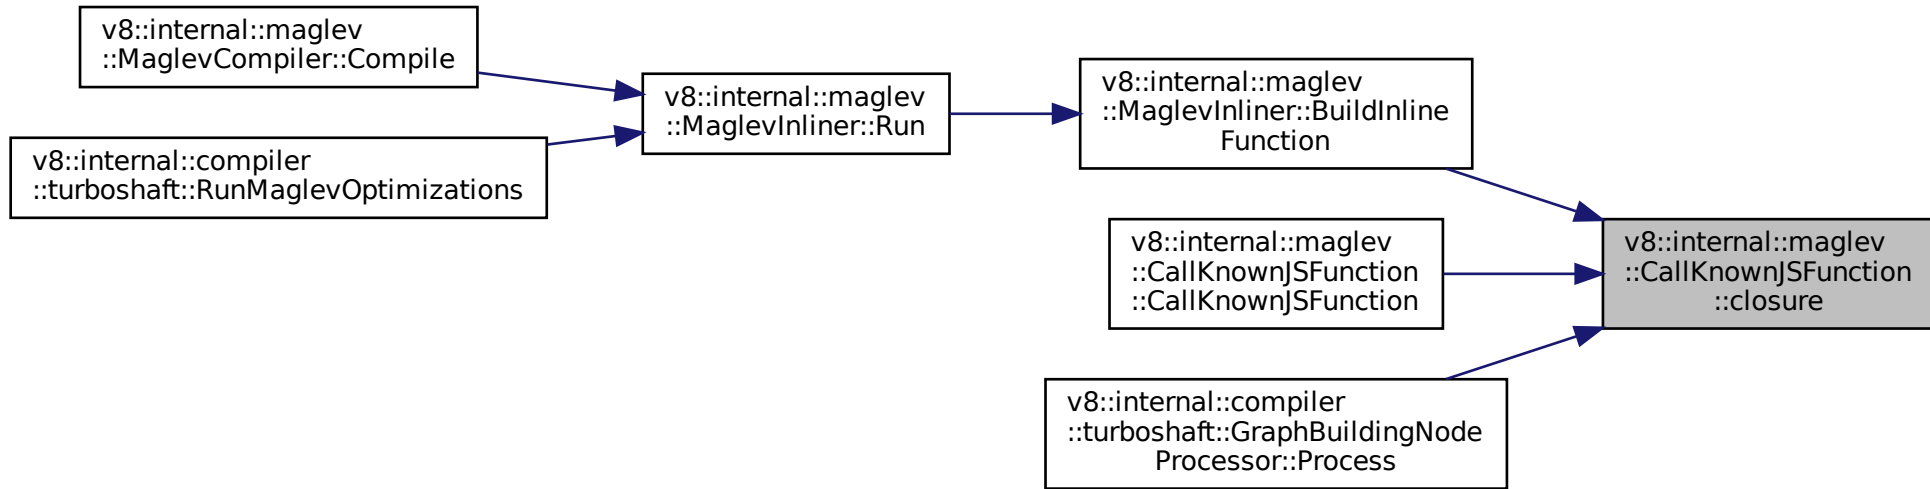 v8::internal::maglev
::MaglevCompiler::Compile
v8::internal::compiler
::turboshaft::RunMaglevOptimizations
v8::internal::maglev
::MaglevInliner::Run
v8::internal::maglev
::MaglevInliner::BuildInline
Function
v8::internal::maglev
::CallKnownJSFunction
::CallKnownJSFunction
v8::internal::compiler
::turboshaft::GraphBuildingNode
Processor::Process
v8::internal::maglev
::CallKnownJSFunction
::closure